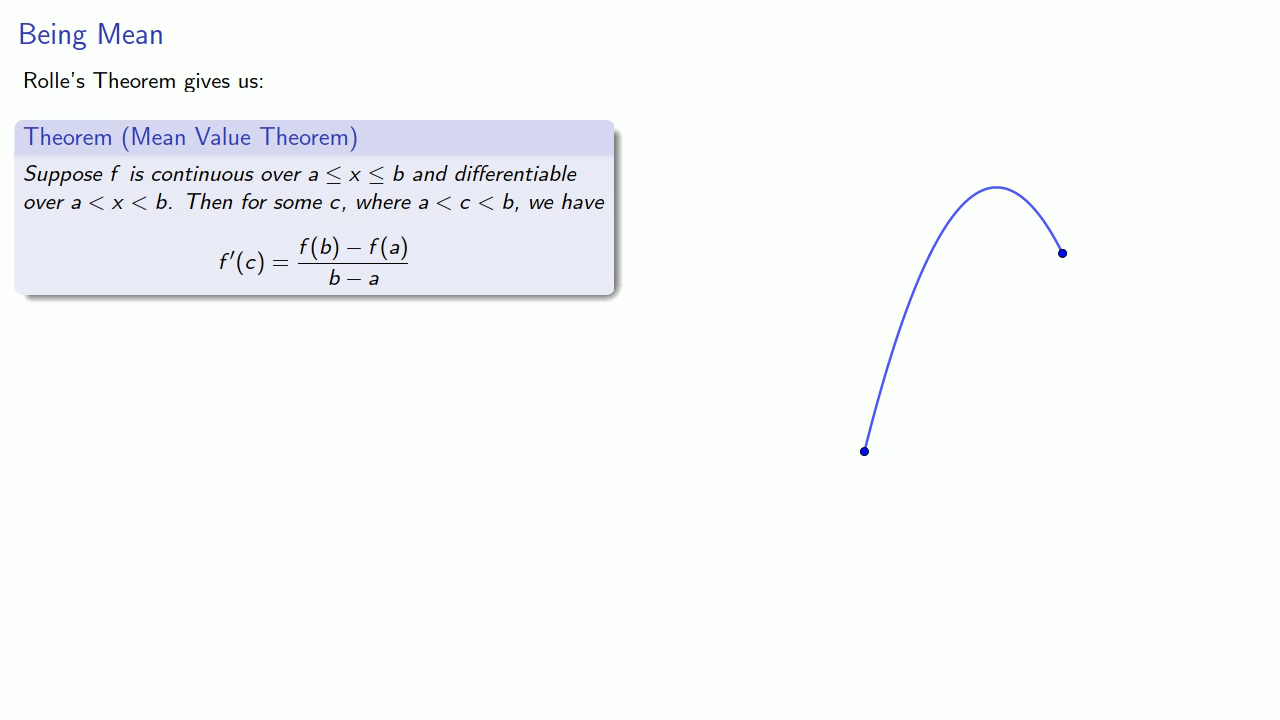 Being Mean
Rolle's Theorem gives us:
Theorem (Mean Value Theorem)
Suppose f is continuous over a ≤ x ≤ b and differentiable
over a < x < b. Then for some c, where a < c < b, we have
f′(c) = f(b) − f(a)
b − a